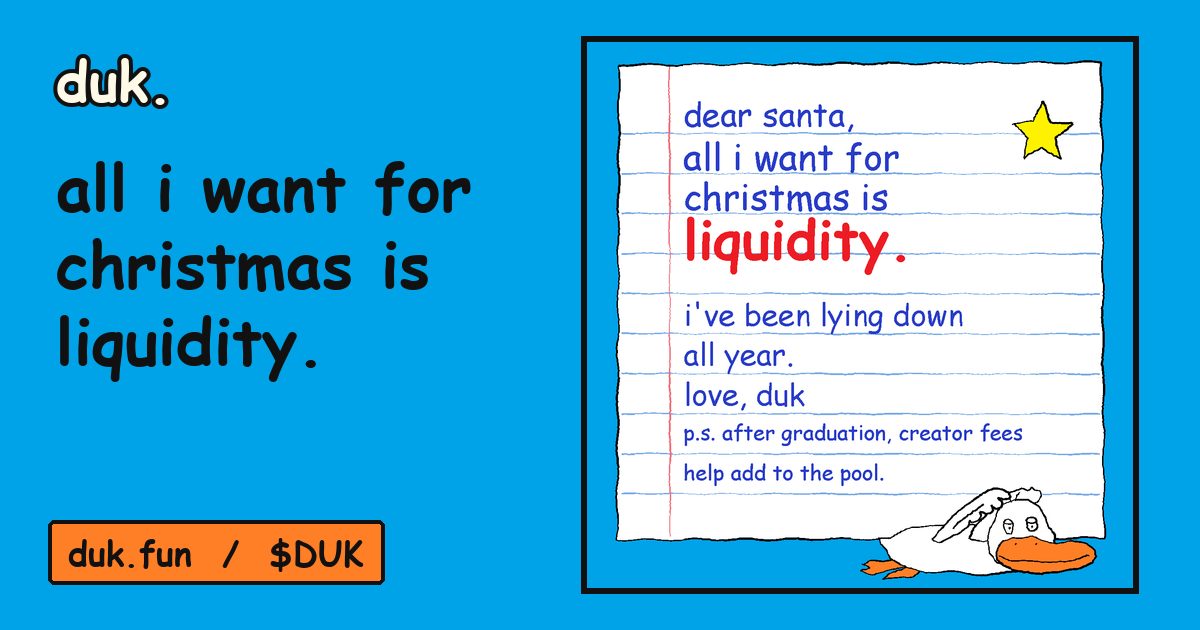 duk.
all i want for
christmas is
liquidity.
duk.fun / $DUK
dear santa,
all i want for
christmas is
liquidity.
i've been lying down
all year.
love, duk
p.s. after graduation, creator fees
help add to the pool.